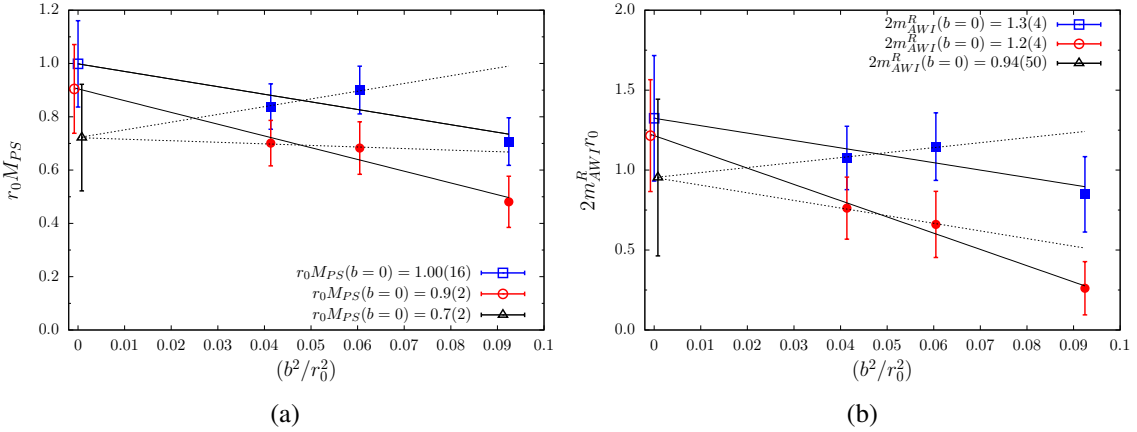 1.2
1.0
0.8
0.6
0.4
0.2
0.0
r_0 M_{PS}
r_0 M_{PS}(b = 0) = 1.00(16)
r_0 M_{PS}(b = 0) = 0.9(2)
r_0 M_{PS}(b = 0) = 0.7(2)
0 0.01 0.02 0.03 0.04 0.05 0.06 0.07 0.08 0.09 0.1
(b^2/r_0^2)
(a)
2.0
1.5
1.0
0.5
0.0
2m^R_{AWI} r_0
2m^R_{AWI}(b = 0) = 1.3(4)
2m^R_{AWI}(b = 0) = 1.2(4)
2m^R_{AWI}(b = 0) = 0.94(50)
0 0.01 0.02 0.03 0.04 0.05 0.06 0.07 0.08 0.09 0.1
(b^2/r_0^2)
(b)